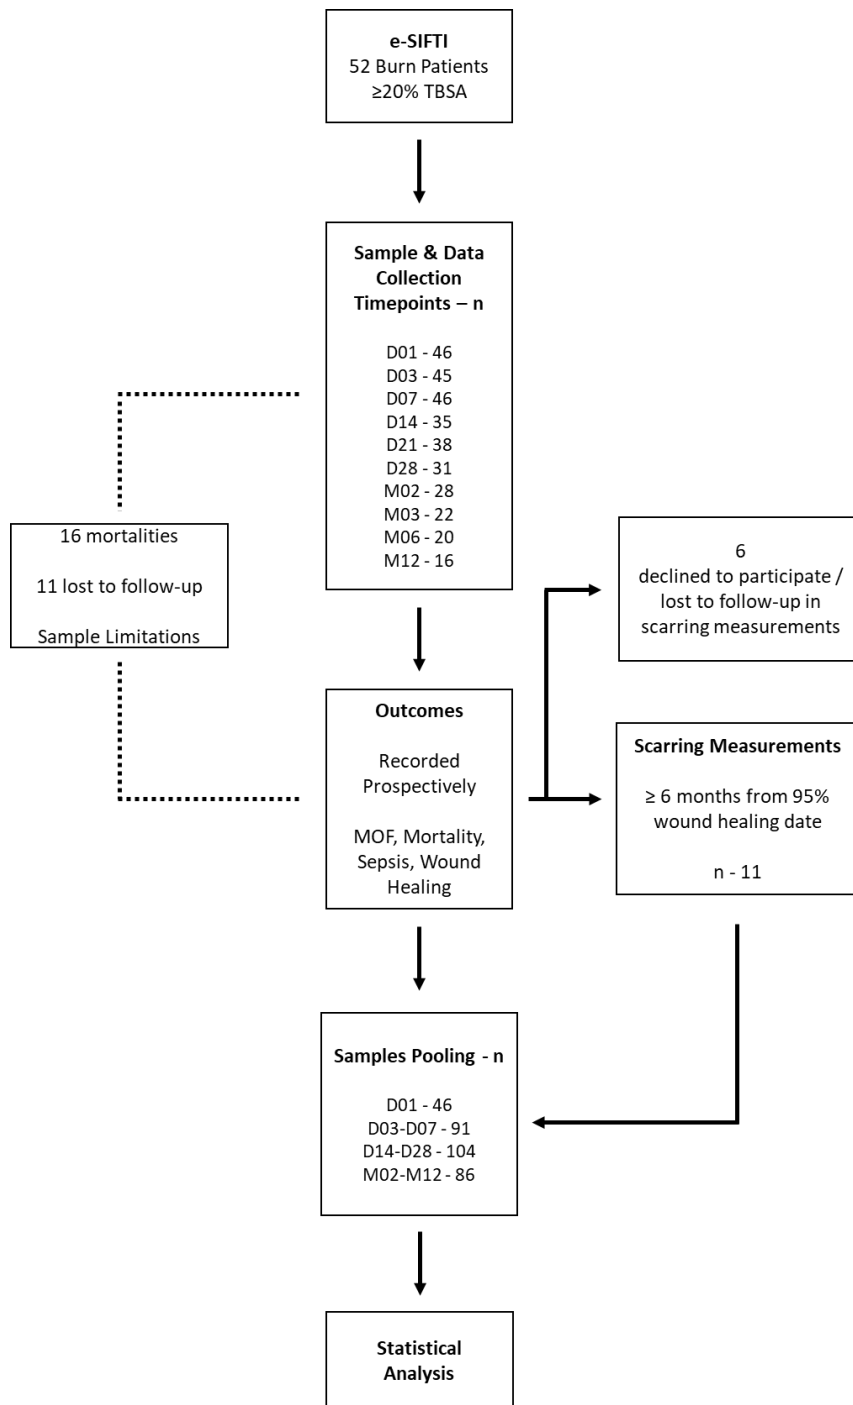 e-SIFTI
52 Burn Patients
≥20% TBSA
Sample & Data
Collection
Timepoints – n
D01 - 46
D03 - 45
D07 - 46
D14 - 35
D21 - 38
D28 - 31
M02 - 28
M03 - 22
M06 - 20
M12 - 16
16 mortalities
11 lost to follow-up
Sample Limitations
6
declined to participate /
lost to follow-up in
scarring measurements
Outcomes
Recorded
Prospectively
MOF, Mortality,
Sepsis, Wound
Healing
Scarring Measurements
≥ 6 months from 95%
wound healing date
n - 11
Samples Pooling - n
D01 - 46
D03-D07 - 91
D14-D28 - 104
M02-M12 - 86
Statistical
Analysis